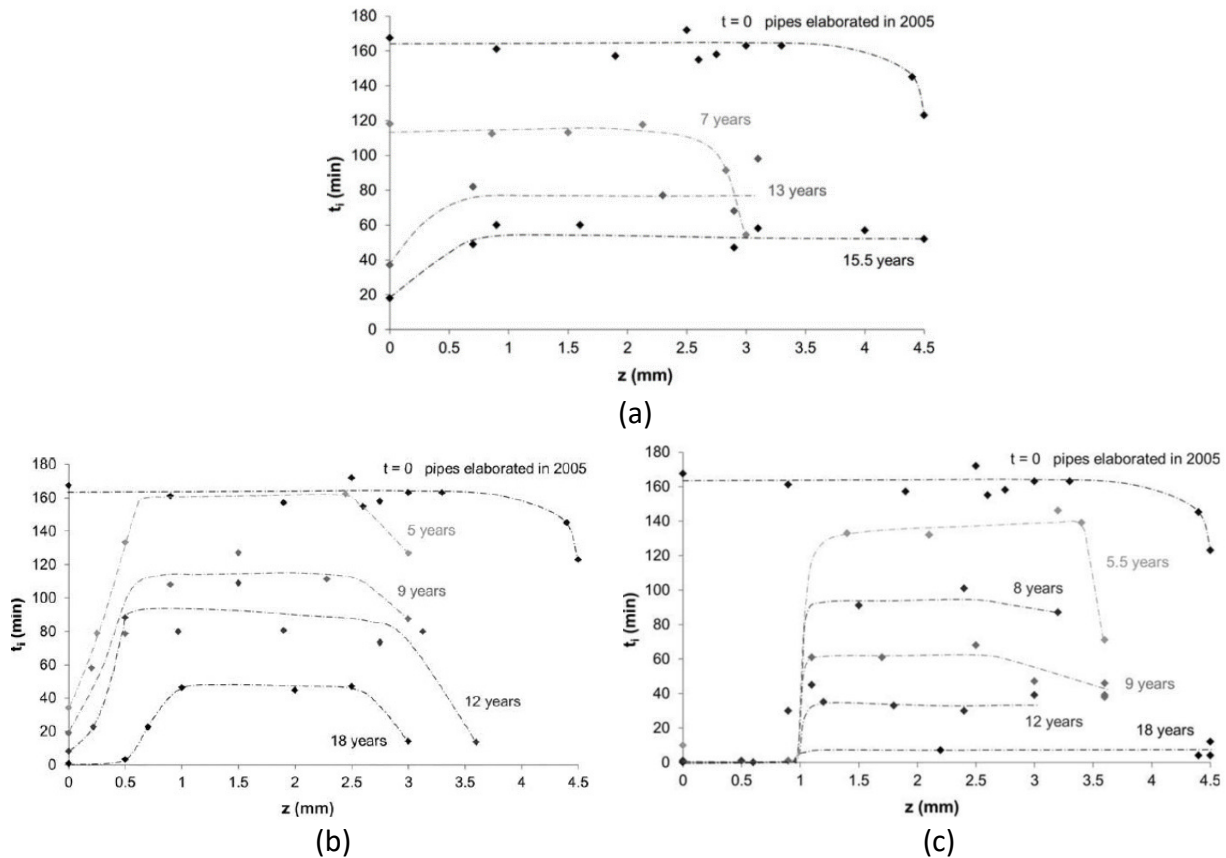 t = 0 pipes elaborated in 2005
180
160
140
120
100
80
60
40
20
0
tᵢ (min)
7 years
13 years
15.5 years
0 0.5 1 1.5 2 2.5 3 3.5 4 4.5
z (mm)
(a)
t = 0 pipes elaborated in 2005
180
160
140
120
100
80
60
40
20
0
tᵢ (min)
5 years
9 years
12 years
18 years
0 0.5 1 1.5 2 2.5 3 3.5 4 4.5
z (mm)
(b)
t = 0 pipes elaborated in 2005
180
160
140
120
100
80
60
40
20
0
tᵢ (min)
5.5 years
8 years
9 years
12 years
18 years
0 0.5 1 1.5 2 2.5 3 3.5 4 4.5
z (mm)
(c)